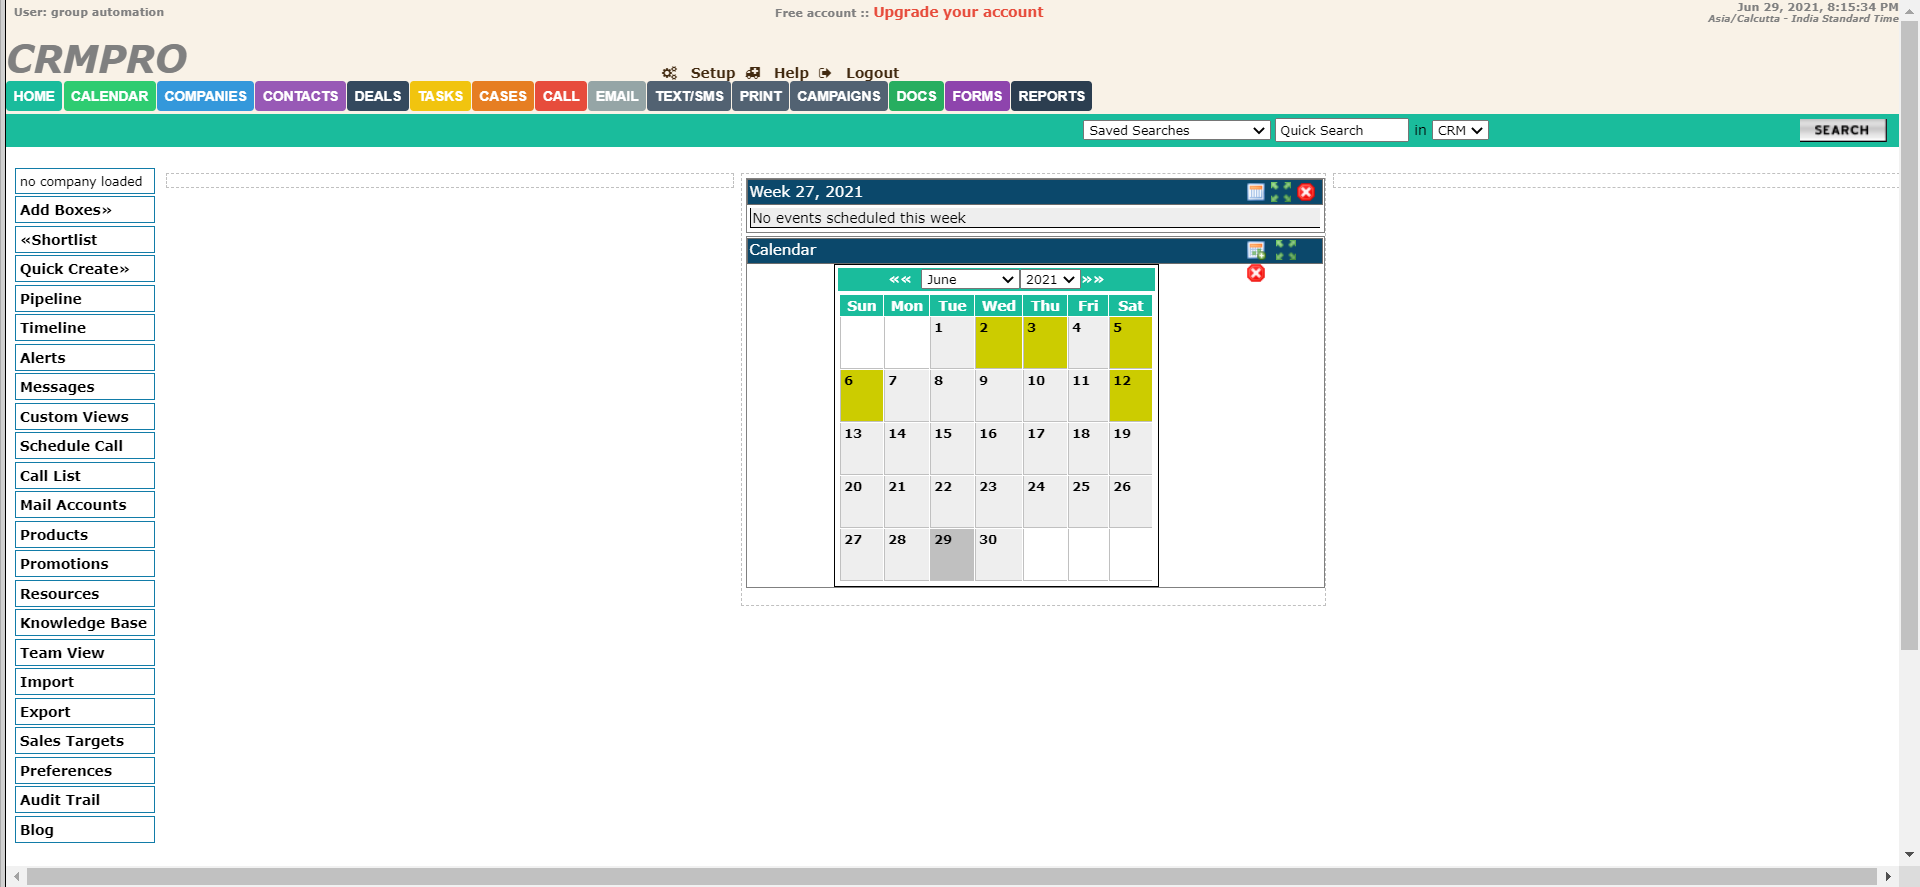 User: group automation
Free account :: Upgrade your account
Jun 29, 2021, 8:15:34 PM
Asia/Calcutta - India Standard Time
CRMPRO
Setup Help Logout
HOME CALENDAR COMPANIES CONTACTS DEALS TASKS CASES CALL EMAIL TEXT/SMS PRINT CAMPAIGNS DOCS FORMS REPORTS
Saved Searches Quick Search in CRM SEARCH
no company loaded
Add Boxes»
«Shortlist
Quick Create»
Pipeline
Timeline
Alerts
Messages
Custom Views
Schedule Call
Call List
Mail Accounts
Products
Promotions
Resources
Knowledge Base
Team View
Import
Export
Sales Targets
Preferences
Audit Trail
Blog
Week 27, 2021
No events scheduled this week
Calendar
«« June 2021 »»
Sun Mon Tue Wed Thu Fri Sat
1 2 3 4 5
6 7 8 9 10 11 12
13 14 15 16 17 18 19
20 21 22 23 24 25 26
27 28 29 30